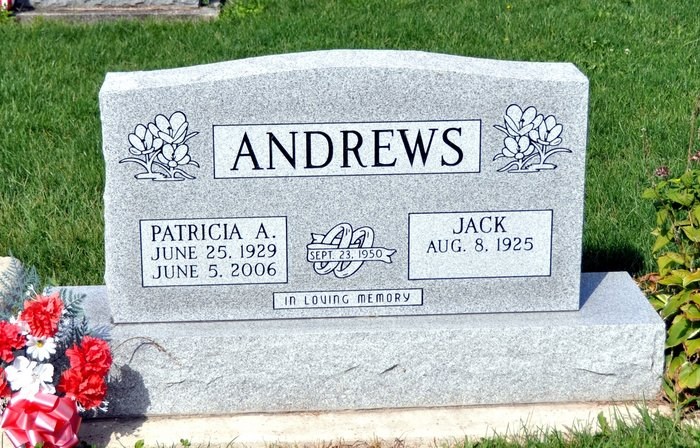 ANDREWS
PATRICIA A.
JUNE 25, 1929
JUNE 5, 2006
SEPT. 23, 1950
JACK
AUG. 8, 1925
IN LOVING MEMORY